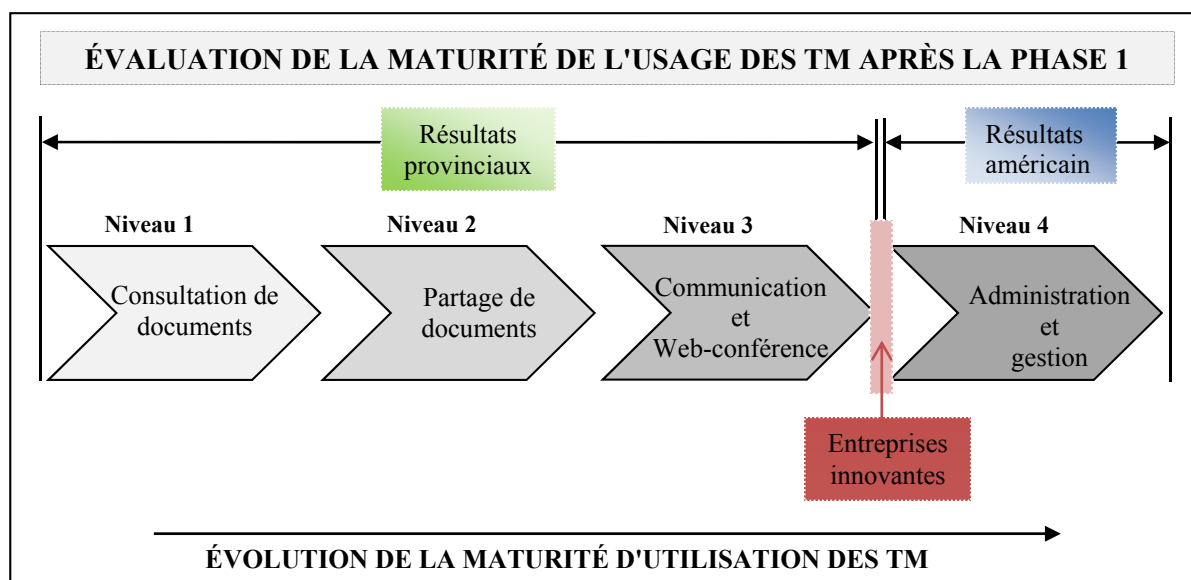 ÉVALUATION DE LA MATURITÉ DE L'USAGE DES TM APRÈS LA PHASE 1
Résultats
provinciaux
Résultats
américain
Niveau 1
Niveau 2
Niveau 3
Niveau 4
Consultation de
documents
Partage de
documents
Communication
et
Web-conférence
Administration
et
gestion
Entreprises
innovantes
ÉVOLUTION DE LA MATURITÉ D'UTILISATION DES TM